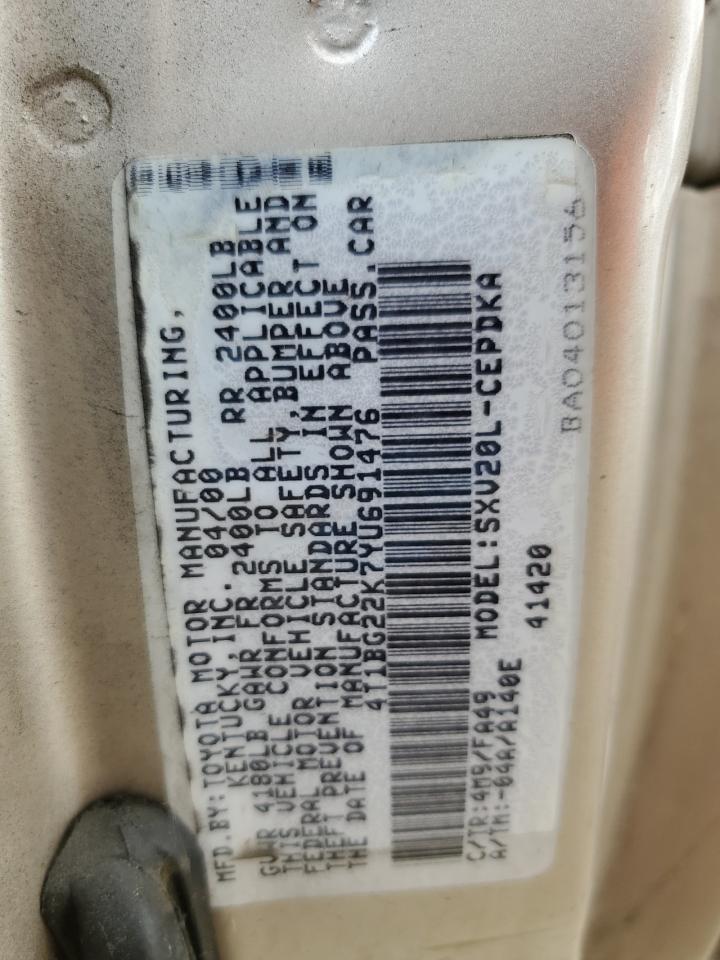 MFD.BY:TOYOTA MOTOR MANUFACTURING,
KENTUCKY,INC. 04/00
GVWR 4180LB GAWR FR 2400LB RR 2400LB
THIS VEHICLE CONFORMS TO ALL APPLICABLE
FEDERAL MOTOR VEHICLE SAFETY,BUMPER AND
THEFT PREVENTION STANDARDS IN EFFECT ON
THE DATE OF MANUFACTURE SHOWN ABOVE
4T1BG22K7YU691476 PASS.CAR
C/TR:4M9/FA49 MODEL:SXV20L-CEPDKA
A/TM:-04A/A140E 41420
BA04013156